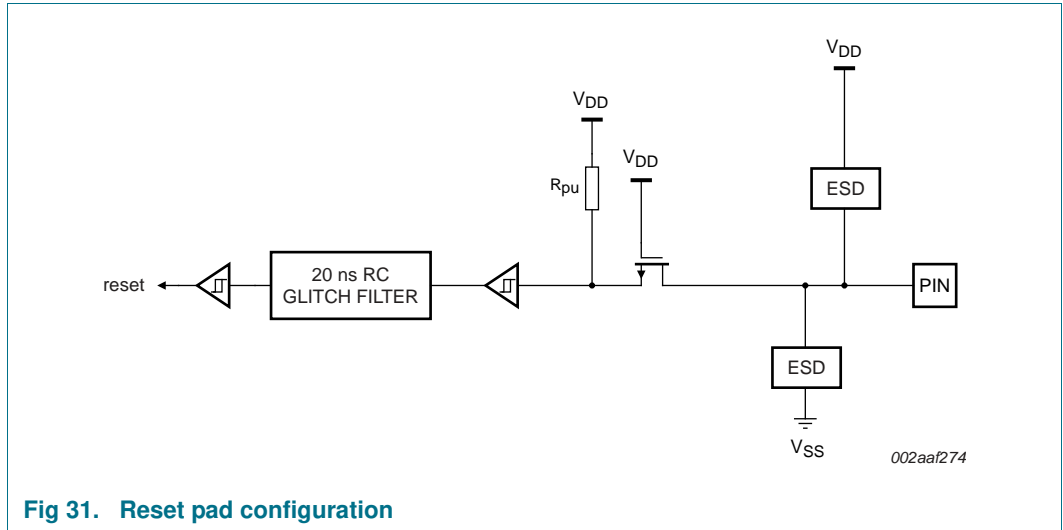 VDD
VDD
VDD
Rpu
ESD
reset
20 ns RC
GLITCH FILTER
PIN
ESD
VSS
002aaf274
Fig 31. Reset pad configuration